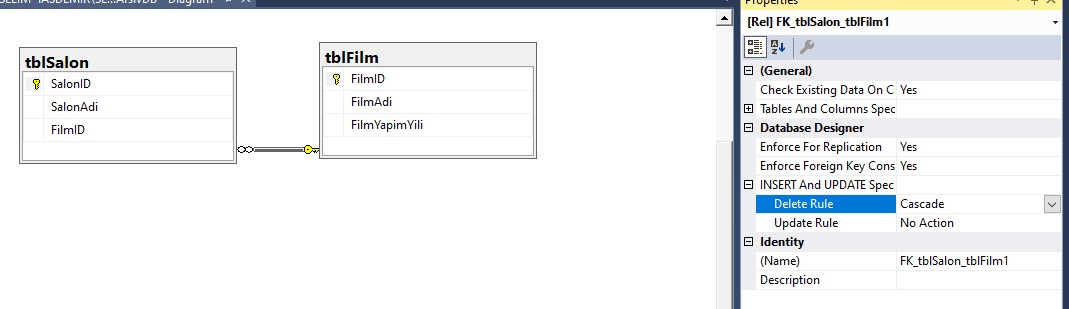 Properties
[Rel] FK_tblSalon_tblFilm1
tblSalon
SalonID
SalonAdi
FilmID
tblFilm
FilmID
FilmAdi
FilmYapimYili
(General)
Check Existing Data On C Yes
Tables And Columns Spec
Database Designer
Enforce For Replication Yes
Enforce Foreign Key Cons Yes
INSERT And UPDATE Spec
Delete Rule Cascade
Update Rule No Action
Identity
(Name) FK_tblSalon_tblFilm1
Description